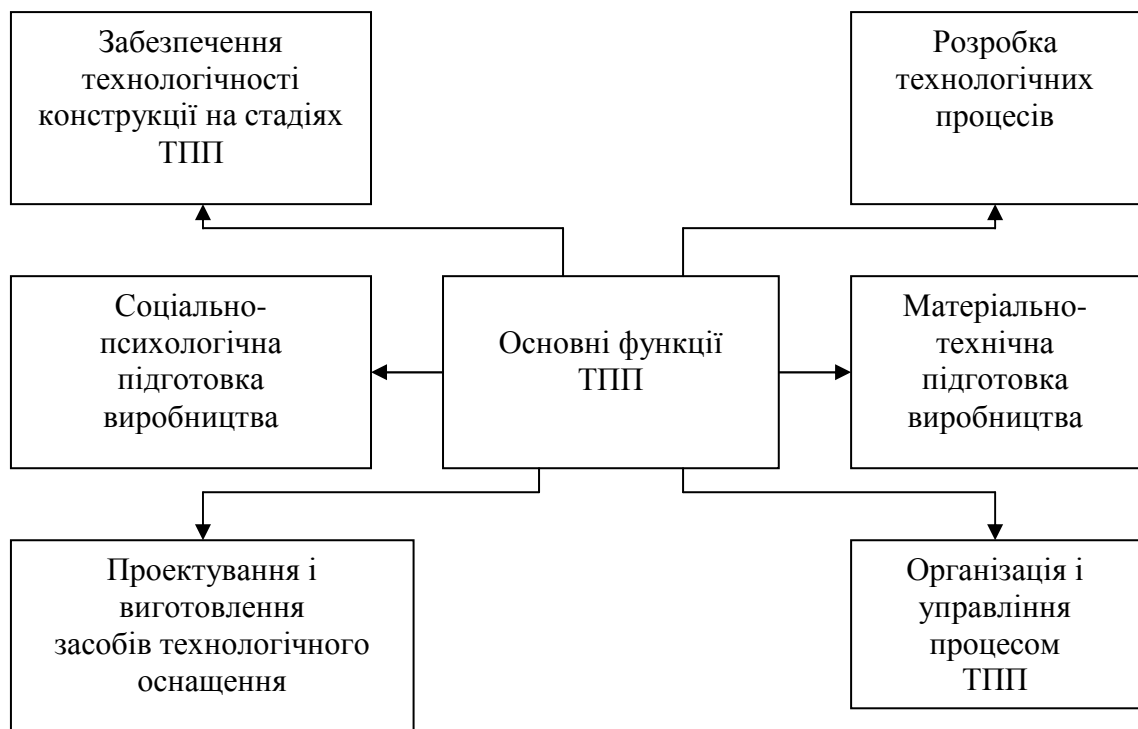 Забезпечення
технологічності
конструкції на стадіях
ТПП
Розробка
технологічних
процесів
Соціально-
психологічна
підготовка
виробництва
Основні функції
ТПП
Матеріально-
технічна
підготовка
виробництва
Проектування і
виготовлення
засобів технологічного
оснащення
Організація і
управління
процесом
ТПП